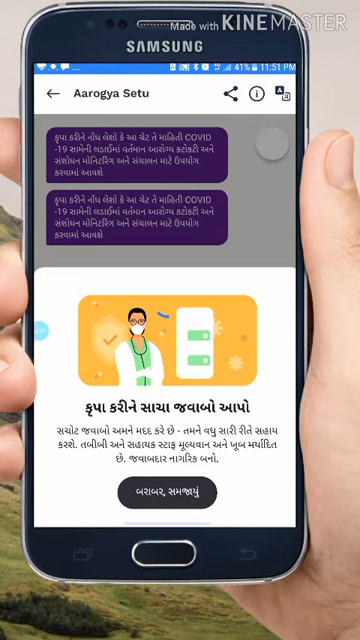 Made with KINEMASTER
SAMSUNG
41% 11:51 PM
Aarogya Setu
કૃપા કરીને નોંધ લેશો કે આ ચેટ તે માહિતી COVID
-19 સામેની લડાઈમાં વર્તમાન આરોગ્ય કટોકટી અને
સંશોધન મોનિટરિંગ અને સંચાલન માટે ઉપયોગ
કરવામાં આવશે
કૃપા કરીને નોંધ લેશો કે આ ચેટ તે માહિતી COVID
-19 સામેની લડાઈમાં વર્તમાન આરોગ્ય કટોકટી અને
સંશોધન મોનિટરિંગ અને સંચાલન માટે ઉપયોગ
કરવામાં આવશે
કૃપા કરીને સાચા જવાબો આપો
સચોટ જવાબો અમને મદદ કરે છે - તમને વધુ સારી રીતે સહાય
કરશે. તબીબી અને સહાયક સ્ટાફ મૂલ્યવાન અને ખૂબ મર્યાદિત
છે. જવાબદાર નાગરિક બનો.
બરાબર, સમજાયું